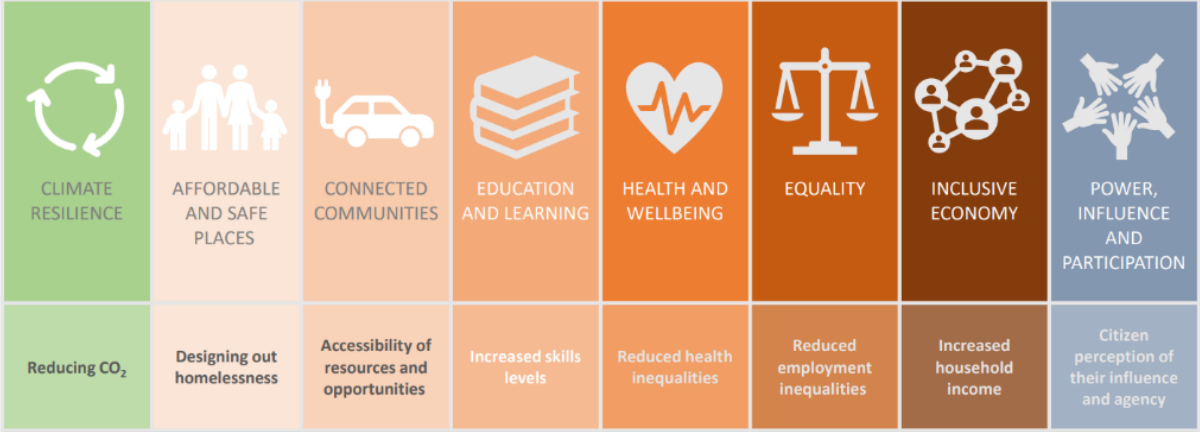 CLIMATE
RESILIENCE
AFFORDABLE
AND SAFE
PLACES
CONNECTED
COMMUNITIES
EDUCATION
AND LEARNING
HEALTH AND
WELLBEING
EQUALITY
INCLUSIVE
ECONOMY
POWER,
INFLUENCE
AND
PARTICIPATION
Reducing CO₂
Designing out
homelessness
Accessibility of
resources and
opportunities
Increased skills
levels
Reduced health
inequalities
Reduced
employment
inequalities
Increased
household
income
Citizen
perception of
their influence
and agency